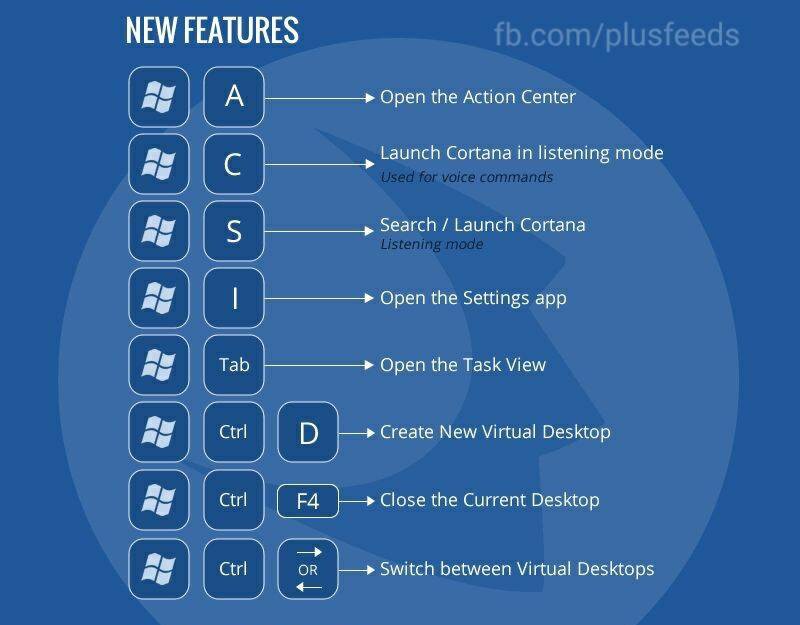 NEW FEATURES
fb.com/plusfeeds
A Open the Action Center
C Launch Cortana in listening mode
Used for voice commands
S Search / Launch Cortana
Listening mode
I Open the Settings app
Tab Open the Task View
Ctrl D Create New Virtual Desktop
Ctrl F4 Close the Current Desktop
Ctrl OR Switch between Virtual Desktops